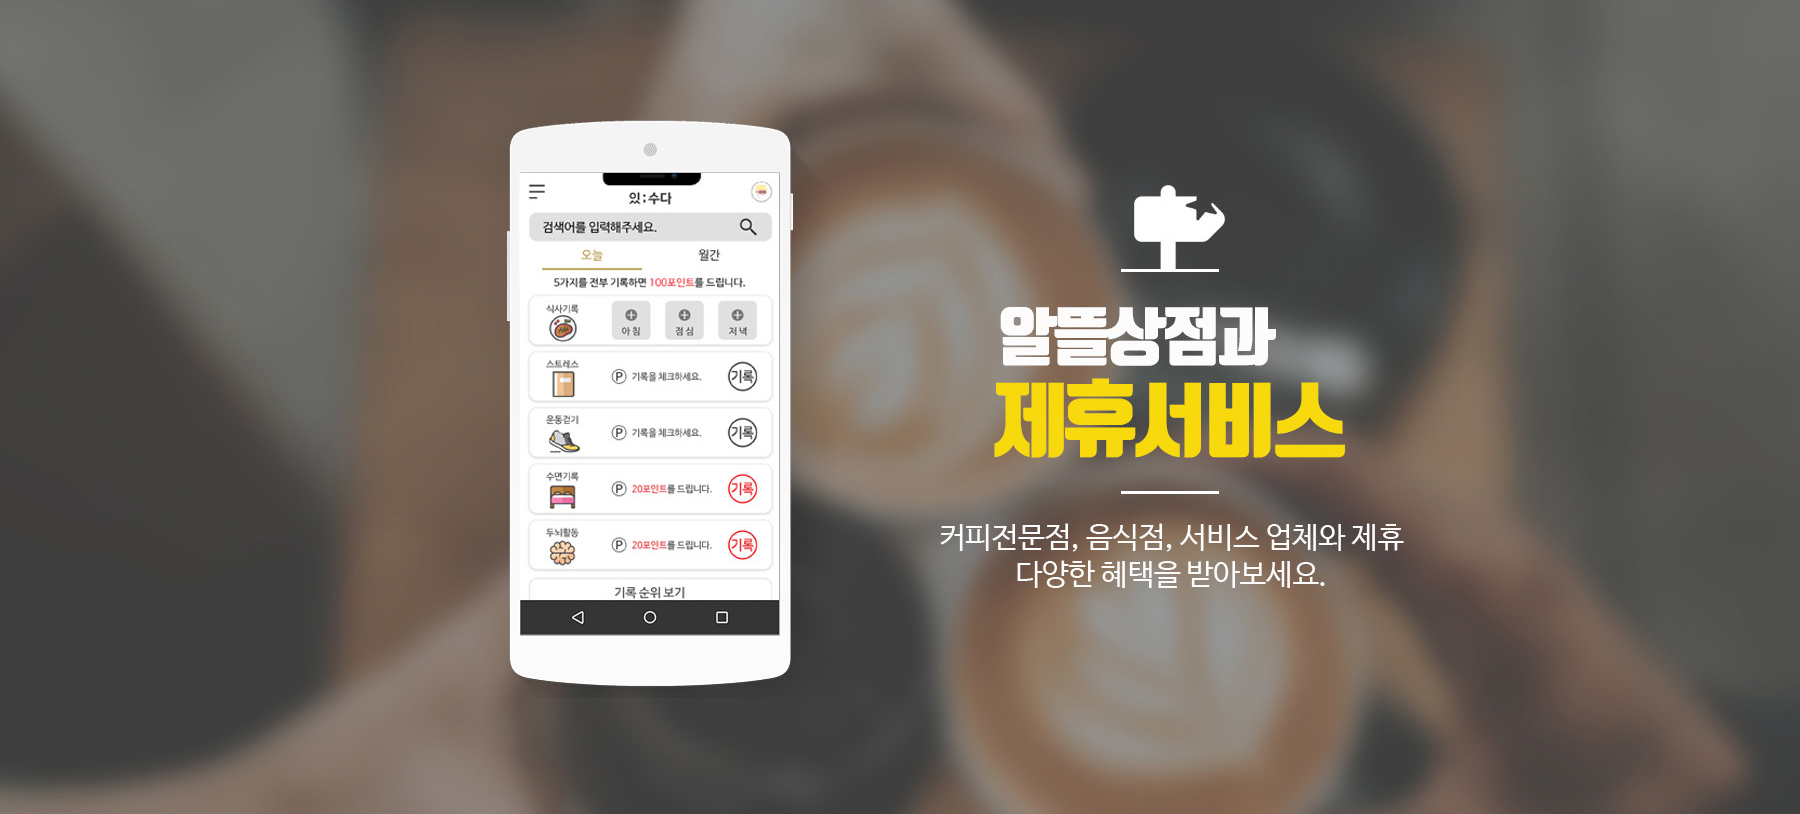 잇;수다
검색어를 입력해주세요.
오늘 월간
5가지를 전부 기록하면 100포인트를 드립니다.
식사기록
아침 점심 저녁
스트레스
P 기록을 체크하세요. 기록
운동걷기
P 기록을 체크하세요. 기록
수면기록
P 20포인트를 드립니다. 기록
두뇌활동
P 20포인트를 드립니다. 기록
기록 순위 보기
알뜰상점과
제휴서비스
커피전문점, 음식점, 서비스 업체와 제휴
다양한 혜택을 받아보세요.